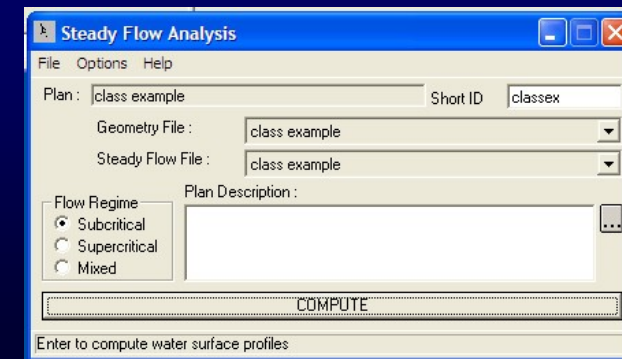 Steady Flow Analysis
File Options Help
Plan : class example Short ID classex
Geometry File : class example
Steady Flow File : class example
Plan Description :
Flow Regime
Subcritical
Supercritical
Mixed
...
COMPUTE
Enter to compute water surface profiles